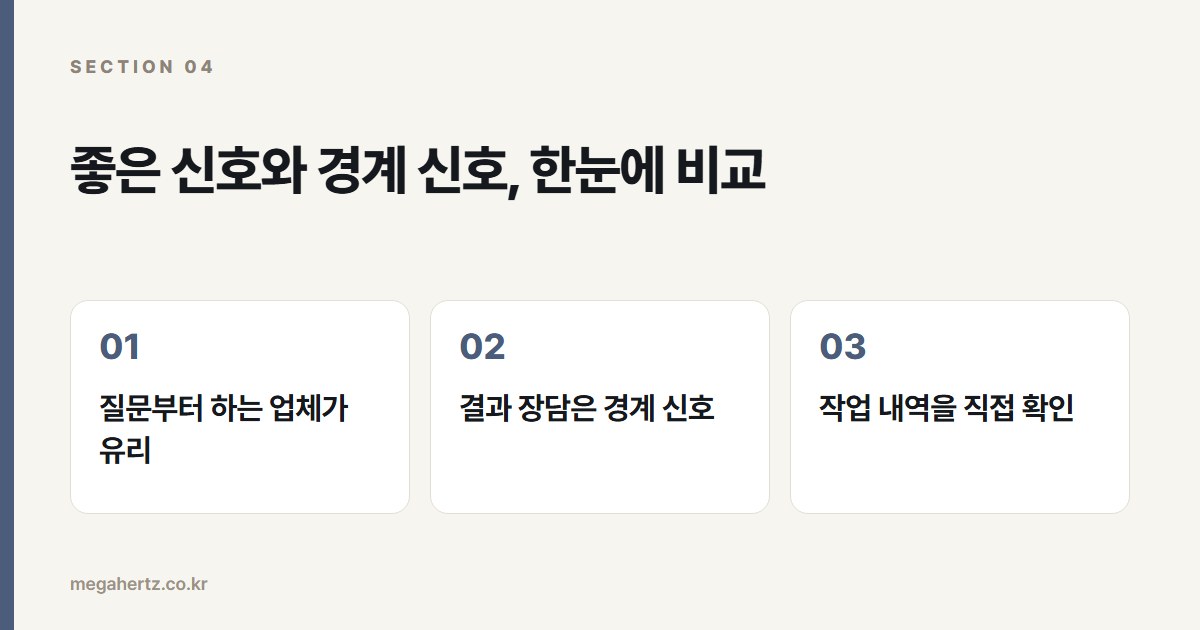 SECTION 04
좋은 신호와 경계 신호, 한눈에 비교
01
질문부터 하는 업체가
유리
02
결과 장담은 경계 신호
03
작업 내역을 직접 확인
megahertz.co.kr